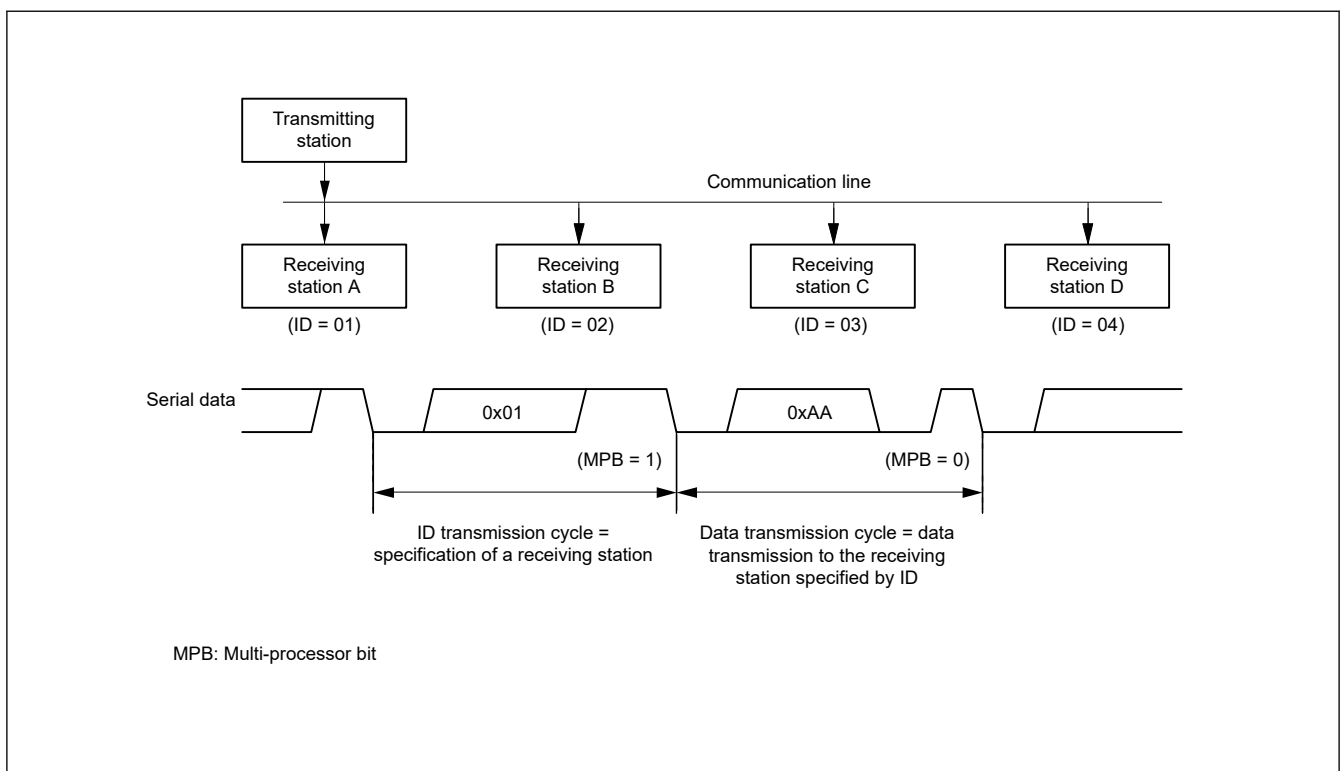 Transmitting
station
Communication line
Receiving
station A
Receiving
station B
Receiving
station C
Receiving
station D
(ID = 01)
(ID = 02)
(ID = 03)
(ID = 04)
Serial data
0x01
0xAA
(MPB = 1)
(MPB = 0)
ID transmission cycle =
specification of a receiving station
Data transmission cycle = data
transmission to the receiving
station specified by ID
MPB: Multi-processor bit